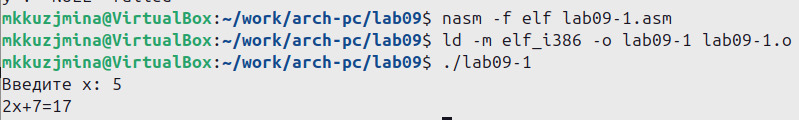 mkkuzjmina@VirtualBox:~/work/arch-pc/lab09$ nasm -f elf lab09-1.asm
mkkuzjmina@VirtualBox:~/work/arch-pc/lab09$ ld -m elf_i386 -o lab09-1 lab09-1.o
mkkuzjmina@VirtualBox:~/work/arch-pc/lab09$ ./lab09-1
Введите x: 5
2x+7=17